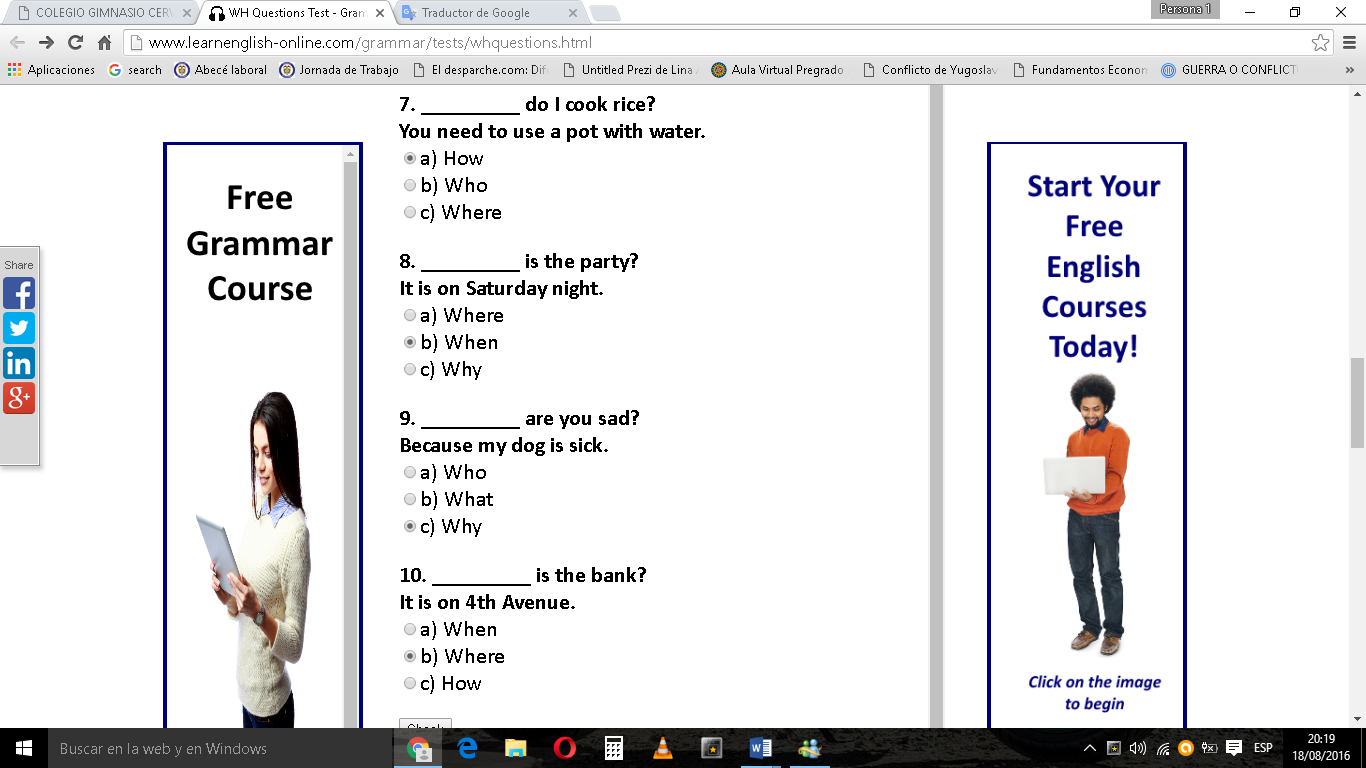 COLEGIO GIMNASIO CERV
WH Questions Test - Gram
Traductor de Google
Persona 1
www.learnenglish-online.com/grammar/tests/whquestions.html
Aplicaciones
search
Abecé laboral
Jornada de Trabajo
El desparche.com: Dif
Untitled Prezi de Lina
Aula Virtual Pregrado
Conflicto de Yugoslav
Fundamentos Econom
GUERRA O CONFLICT
»
7. _________ do I cook rice?
You need to use a pot with water.
a) How
b) Who
c) Where
8. _________ is the party?
It is on Saturday night.
a) Where
b) When
c) Why
9. _________ are you sad?
Because my dog is sick.
a) Who
b) What
c) Why
10. _________ is the bank?
It is on 4th Avenue.
a) When
b) Where
c) How
Check
Free
Grammar
Course
Share
Start Your
Free
English
Courses
Today!
Click on the image
to begin
Buscar en la web y en Windows
ESP
20:19
18/08/2016